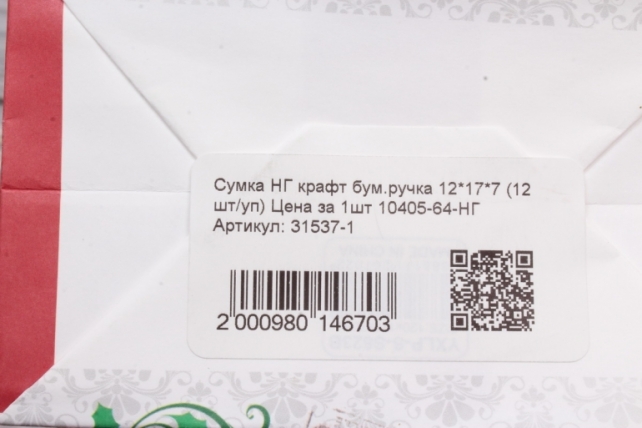 Сумка НГ крафт бум.ручка 12*17*7 (12
шт/уп) Цена за 1шт 10405-64-НГ
Артикул: 31537-1
2 000980 146703